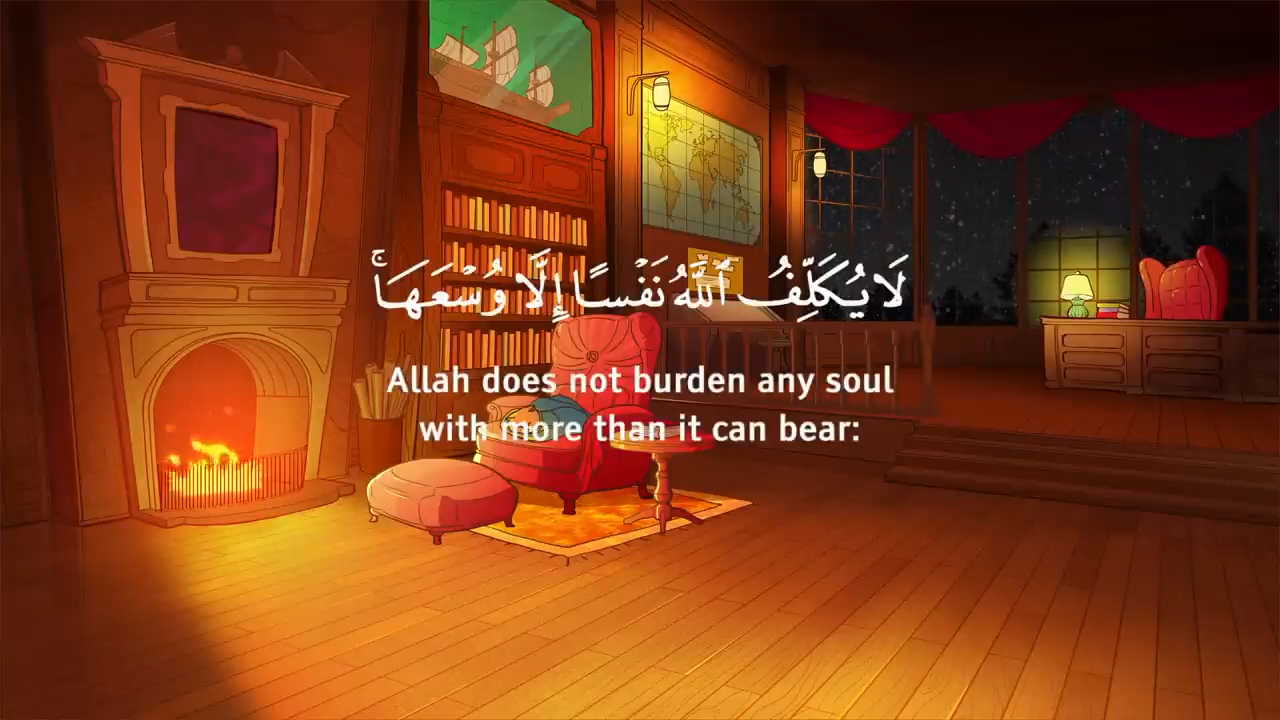 لَا يُكَلِّفُ ٱللَّهُ نَفْسًا إِلَّا وُسْعَهَا ۚ
Allah does not burden any soul
with more than it can bear: